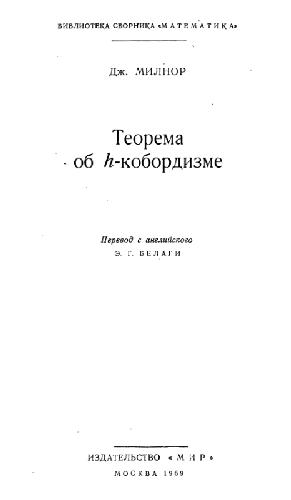 БИБЛИОТЕКА СБОРНИКА «МАТЕМАТИКА»
Дж. МИЛНОР
Теорема
об h-кобордизме
Перевод с английского
Э. Г. БЕЛАГИ
ИЗДАТЕЛЬСТВО «МИР»
МОСКВА 1969